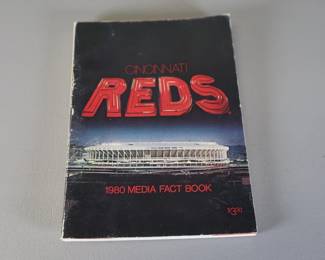 CINCINNATI
REDS
1980 MEDIA FACT BOOK